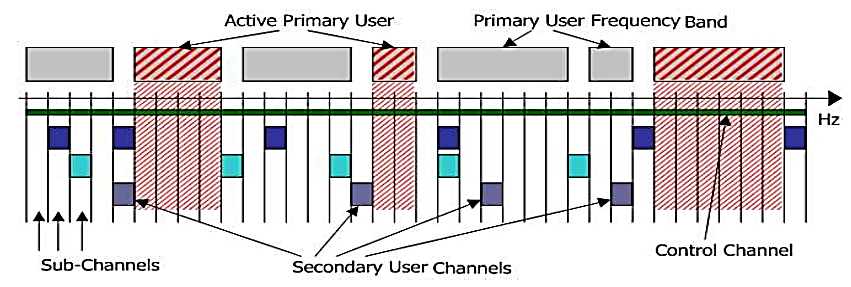 Active Primary User
Primary User Frequency Band
Hz
Sub-Channels
Secondary User Channels
Control Channel